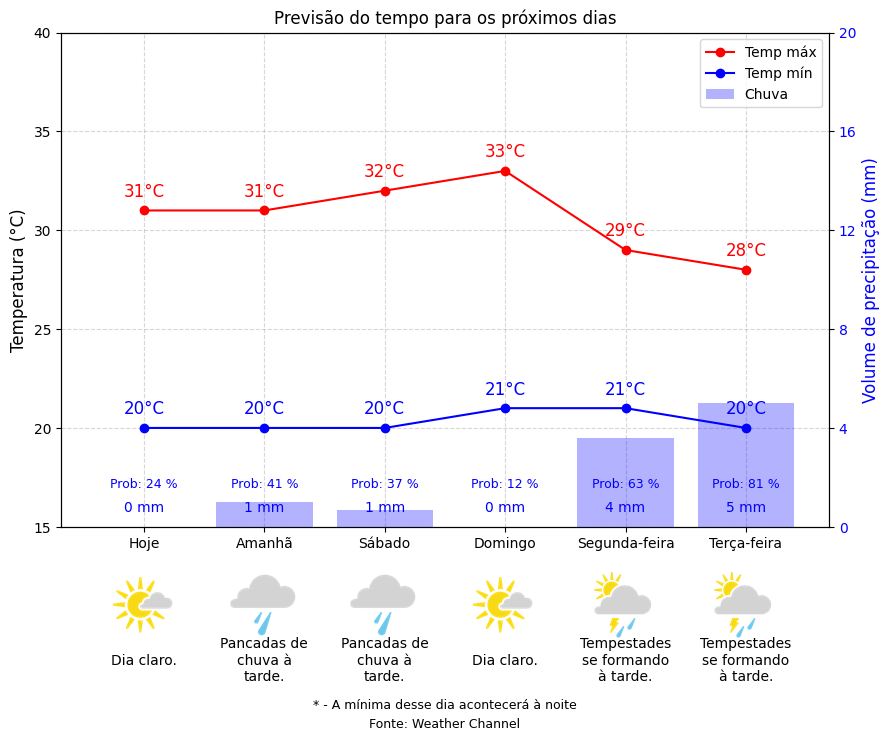 Previsão do tempo para os próximos dias
40
35
30
25
20
15
Temperatura (°C)
20
16
12
8
4
0
Volume de precipitação (mm)
Temp máx
Temp mín
Chuva
31°C 31°C 32°C 33°C 29°C 28°C
20°C 20°C 20°C 21°C 21°C 20°C
Prob: 24 % Prob: 41 % Prob: 37 % Prob: 12 % Prob: 63 % Prob: 81 %
0 mm 1 mm 1 mm 0 mm 4 mm 5 mm
Hoje Amanhã Sábado Domingo Segunda-feira Terça-feira
Dia claro.
Pancadas de
chuva à
tarde.
Pancadas de
chuva à
tarde.
Dia claro.
Tempestades
se formando
à tarde.
Tempestades
se formando
à tarde.
* - A mínima desse dia acontecerá à noite
Fonte: Weather Channel